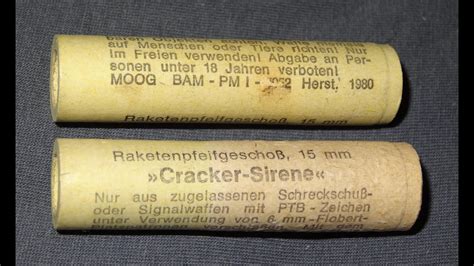 auf Menschen oder Tiere richten! Nur
im Freien verwenden! Abgabe an Per-
sonen unter 18 Jahren verboten!
MOOG BAM - PM I - Herst. 1980
Raketenpfeifgeschoß, 15 mm
Raketenpfeifgeschoß, 15 mm
»Cracker-Sirene«
Nur aus zugelassenen Schreckschuß-
oder Signalwaffen mit PTB - Zeichen
unter Verwendung von 6-mm-Flobert-